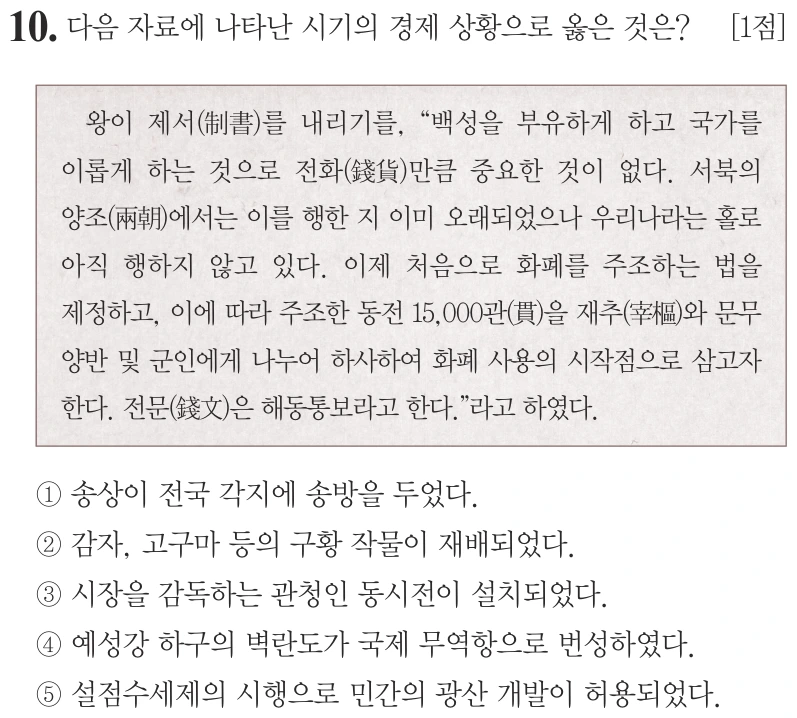 10. 다음 자료에 나타난 시기의 경제 상황으로 옳은 것은? [1점]
왕이 제서(制書)를 내리기를, “백성을 부유하게 하고 국가를
이롭게 하는 것으로 전화(錢貨)만큼 중요한 것이 없다. 서북의
양조(兩朝)에서는 이를 행한 지 이미 오래되었으나 우리나라는 홀로
아직 행하지 않고 있다. 이제 처음으로 화폐를 주조하는 법을
제정하고, 이에 따라 주조한 동전 15,000관(貫)을 재추(宰樞)와 문무
양반 및 군인에게 나누어 하사하여 화폐 사용의 시작점으로 삼고자
한다. 전문(錢文)은 해동통보라고 한다.”라고 하였다.
① 송상이 전국 각지에 송방을 두었다.
② 감자, 고구마 등의 구황 작물이 재배되었다.
③ 시장을 감독하는 관청인 동시전이 설치되었다.
④ 예성강 하구의 벽란도가 국제 무역항으로 번성하였다.
⑤ 설점수세제의 시행으로 민간의 광산 개발이 허용되었다.